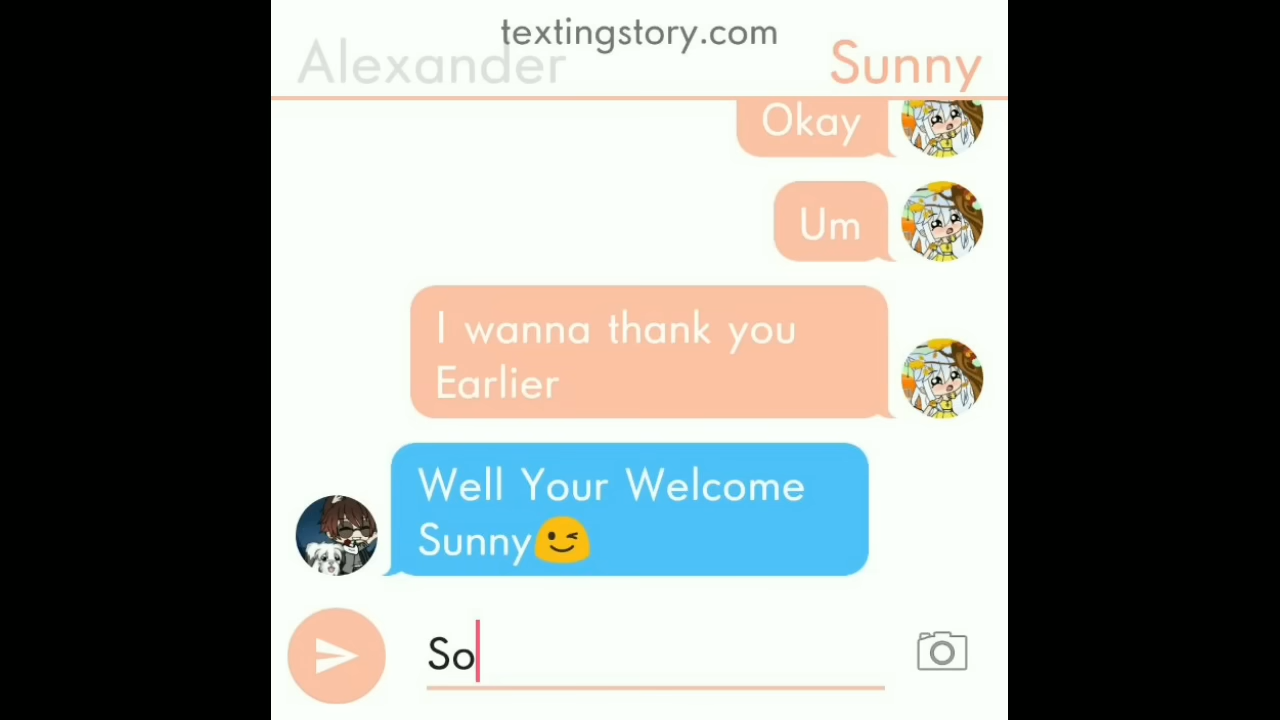 textingstory.com
Alexander
Sunny
Okay
Um
I wanna thank you
Earlier
Well Your Welcome
Sunny😉
So